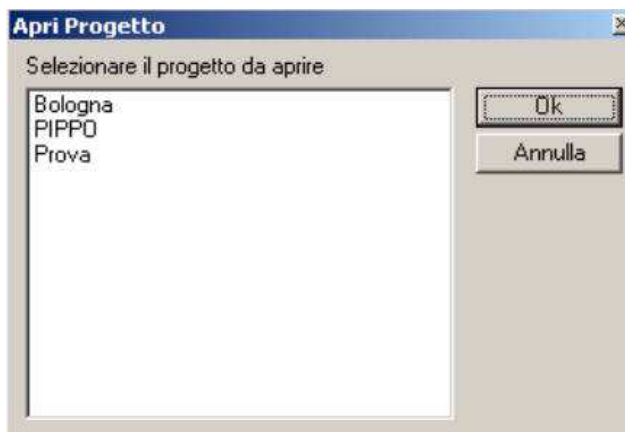 Apri Progetto
Selezionare il progetto da aprire
Bologna
PIPPO
Prova
Ok
Annulla